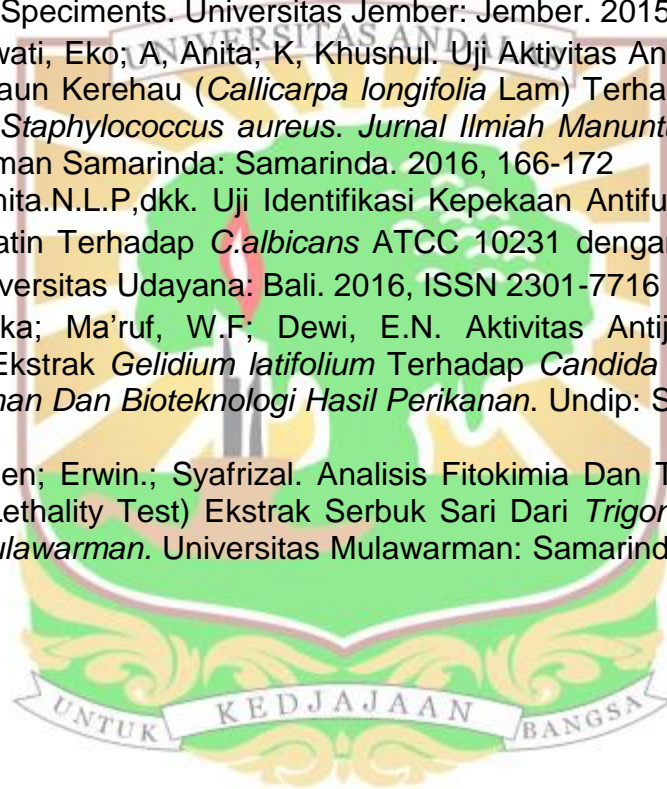 Speciments. Universitas Jember: Jember. 2015
UNIVERSITAS ANDALAS
wati, Eko; A, Anita; K, Khusnul. Uji Aktivitas An
aun Kerehau (Callicarpa longifolia Lam) Terha
Staphylococcus aureus. Jurnal Ilmiah Manunt
man Samarinda: Samarinda. 2016, 166-172
nita.N.L.P,dkk. Uji Identifikasi Kepekaan Antifu
atin Terhadap C.albicans ATCC 10231 dengan
versitas Udayana: Bali. 2016, ISSN 2301-7716
ka; Ma'ruf, W.F; Dewi, E.N. Aktivitas Antij
Ekstrak Gelidium latifolium Terhadap Candida
nan Dan Bioteknologi Hasil Perikanan. Undip: S
en; Erwin.; Syafrizal. Analisis Fitokimia Dan T
Lethality Test) Ekstrak Serbuk Sari Dari Trigon
ulawarman. Universitas Mulawarman: Samarind
UNTUK KEDJAJAAN BANGSA